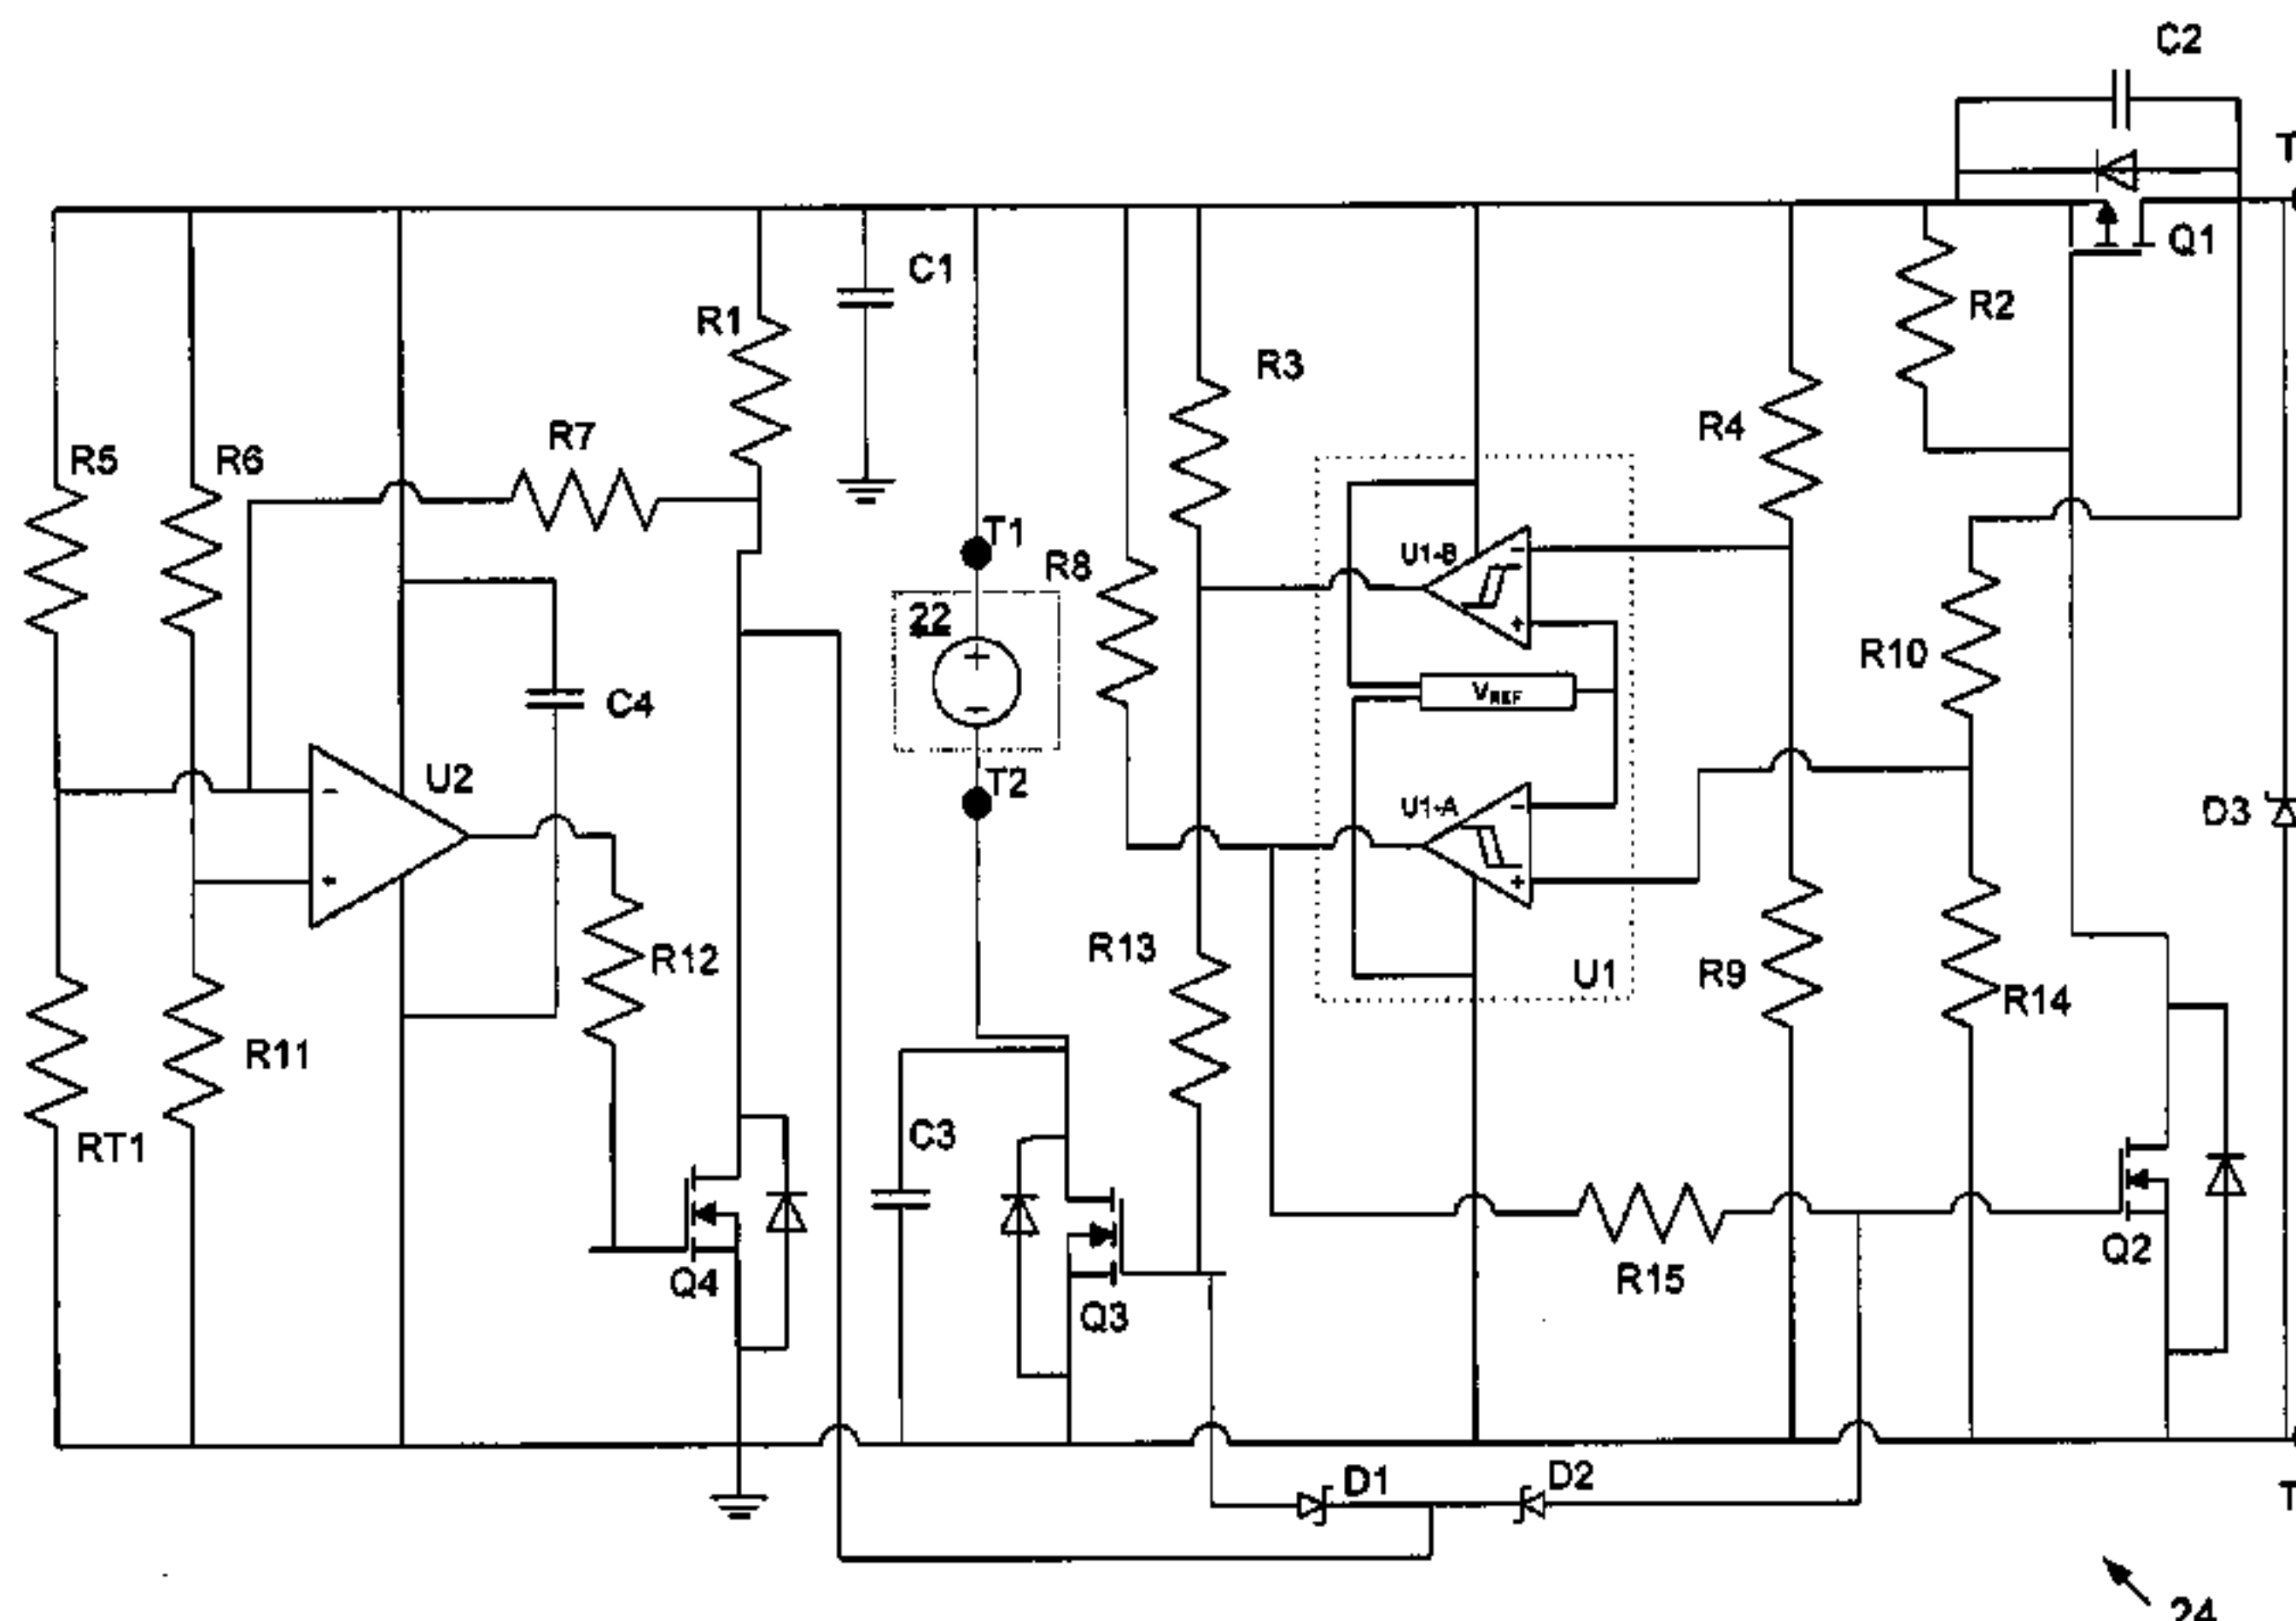 C2
T
Q1
C1
R1
R2
R3
R4
R7
R5
R6
T1
U1-B
R8
22
+
-
-
+
R10
VREF
C4
U2
T2
U1-A
D3
-
+
-
+
R13
R12
U1
R9
R14
R11
C3
RT1
Q2
R15
Q4
Q3
D1
D2
T
24